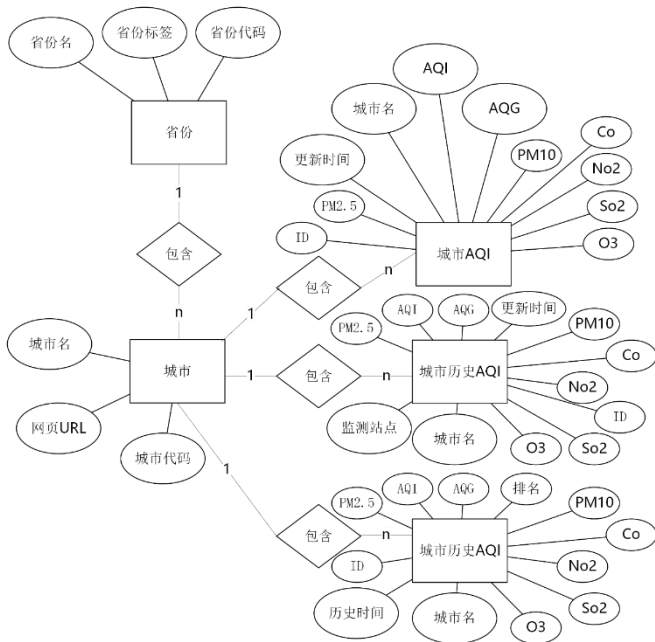 省份名
省份标签
省份代码
省份
1
包含
n
城市
城市名
网页URL
城市代码
1
包含
n
城市AQI
ID
PM2.5
更新时间
城市名
AQI
AQG
PM10
Co
No2
So2
O3
1
包含
n
城市历史AQI
PM2.5
AQI
AQG
更新时间
PM10
Co
No2
ID
So2
O3
城市名
监测站点
1
包含
n
城市历史AQI
PM2.5
AQI
AQG
排名
PM10
Co
No2
So2
O3
城市名
历史时间
ID